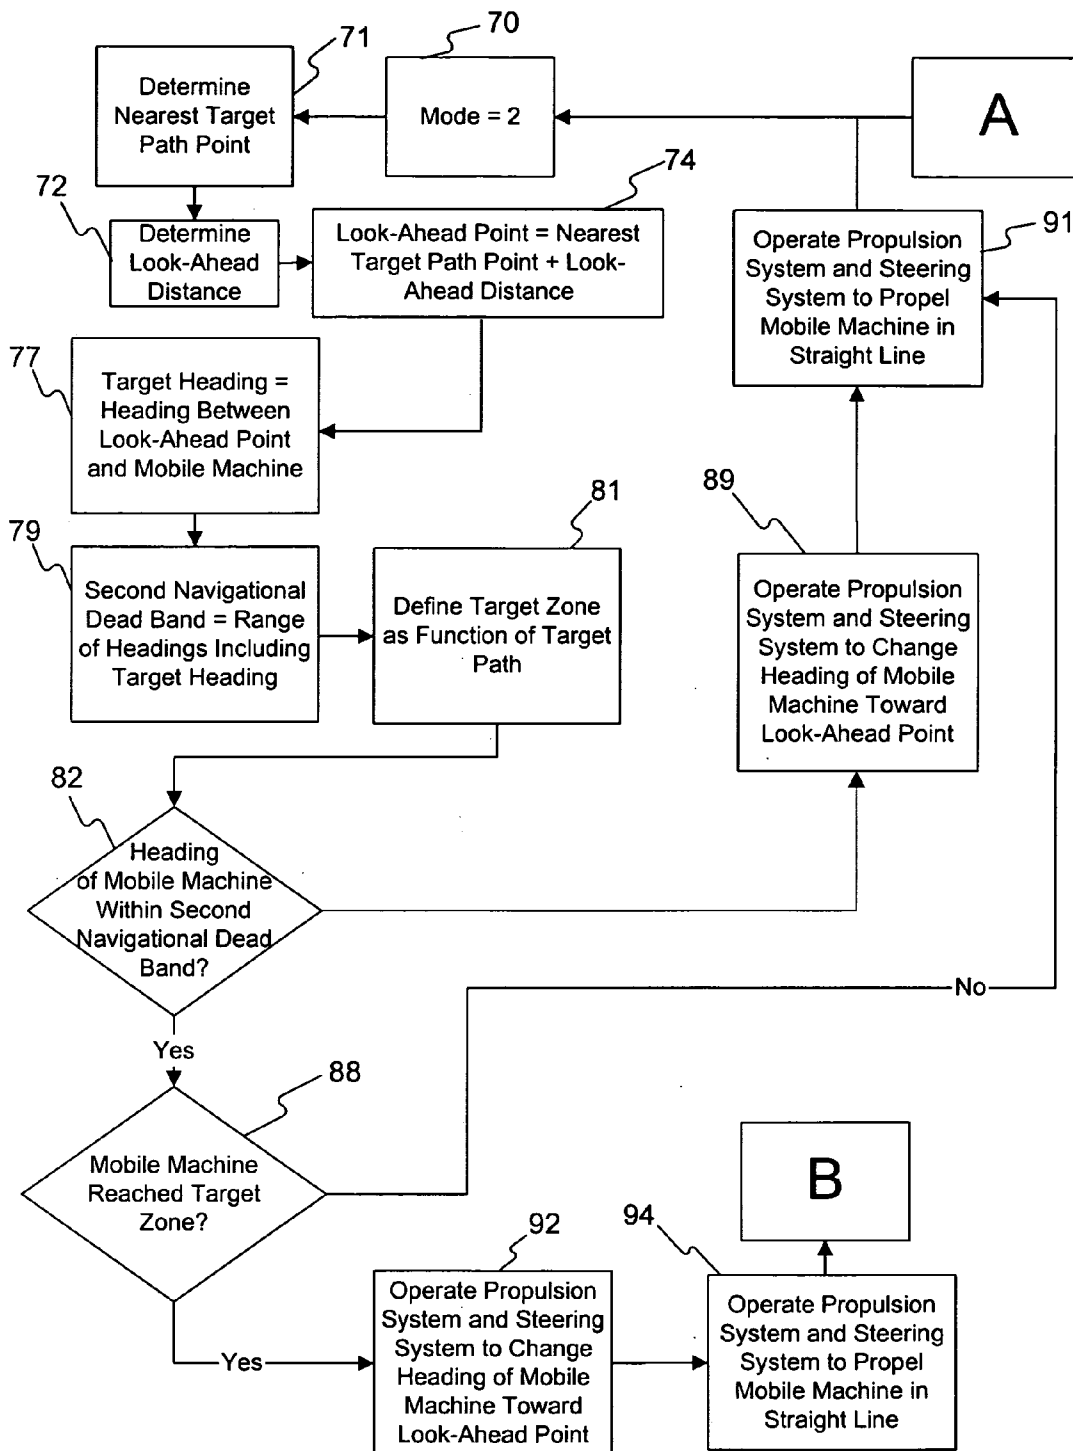 70
71
Determine
Nearest Target
Path Point
Mode = 2
A
72
Determine
Look-Ahead
Distance
74
Look-Ahead Point = Nearest
Target Path Point + Look-
Ahead Distance
91
Operate Propulsion
System and Steering
System to Propel
Mobile Machine in
Straight Line
77
Target Heading =
Heading Between
Look-Ahead Point
and Mobile Machine
79
Second Navigational
Dead Band = Range
of Headings Including
Target Heading
81
Define Target Zone
as Function of Target
Path
89
Operate Propulsion
System and Steering
System to Change
Heading of Mobile
Machine Toward
Look-Ahead Point
82
Heading
of Mobile Machine
Within Second
Navigational Dead
Band?
No
Yes
88
Mobile Machine
Reached Target
Zone?
B
Yes
92
Operate Propulsion
System and Steering
System to Change
Heading of Mobile
Machine Toward
Look-Ahead Point
94
Operate Propulsion
System and Steering
System to Propel
Mobile Machine in
Straight Line